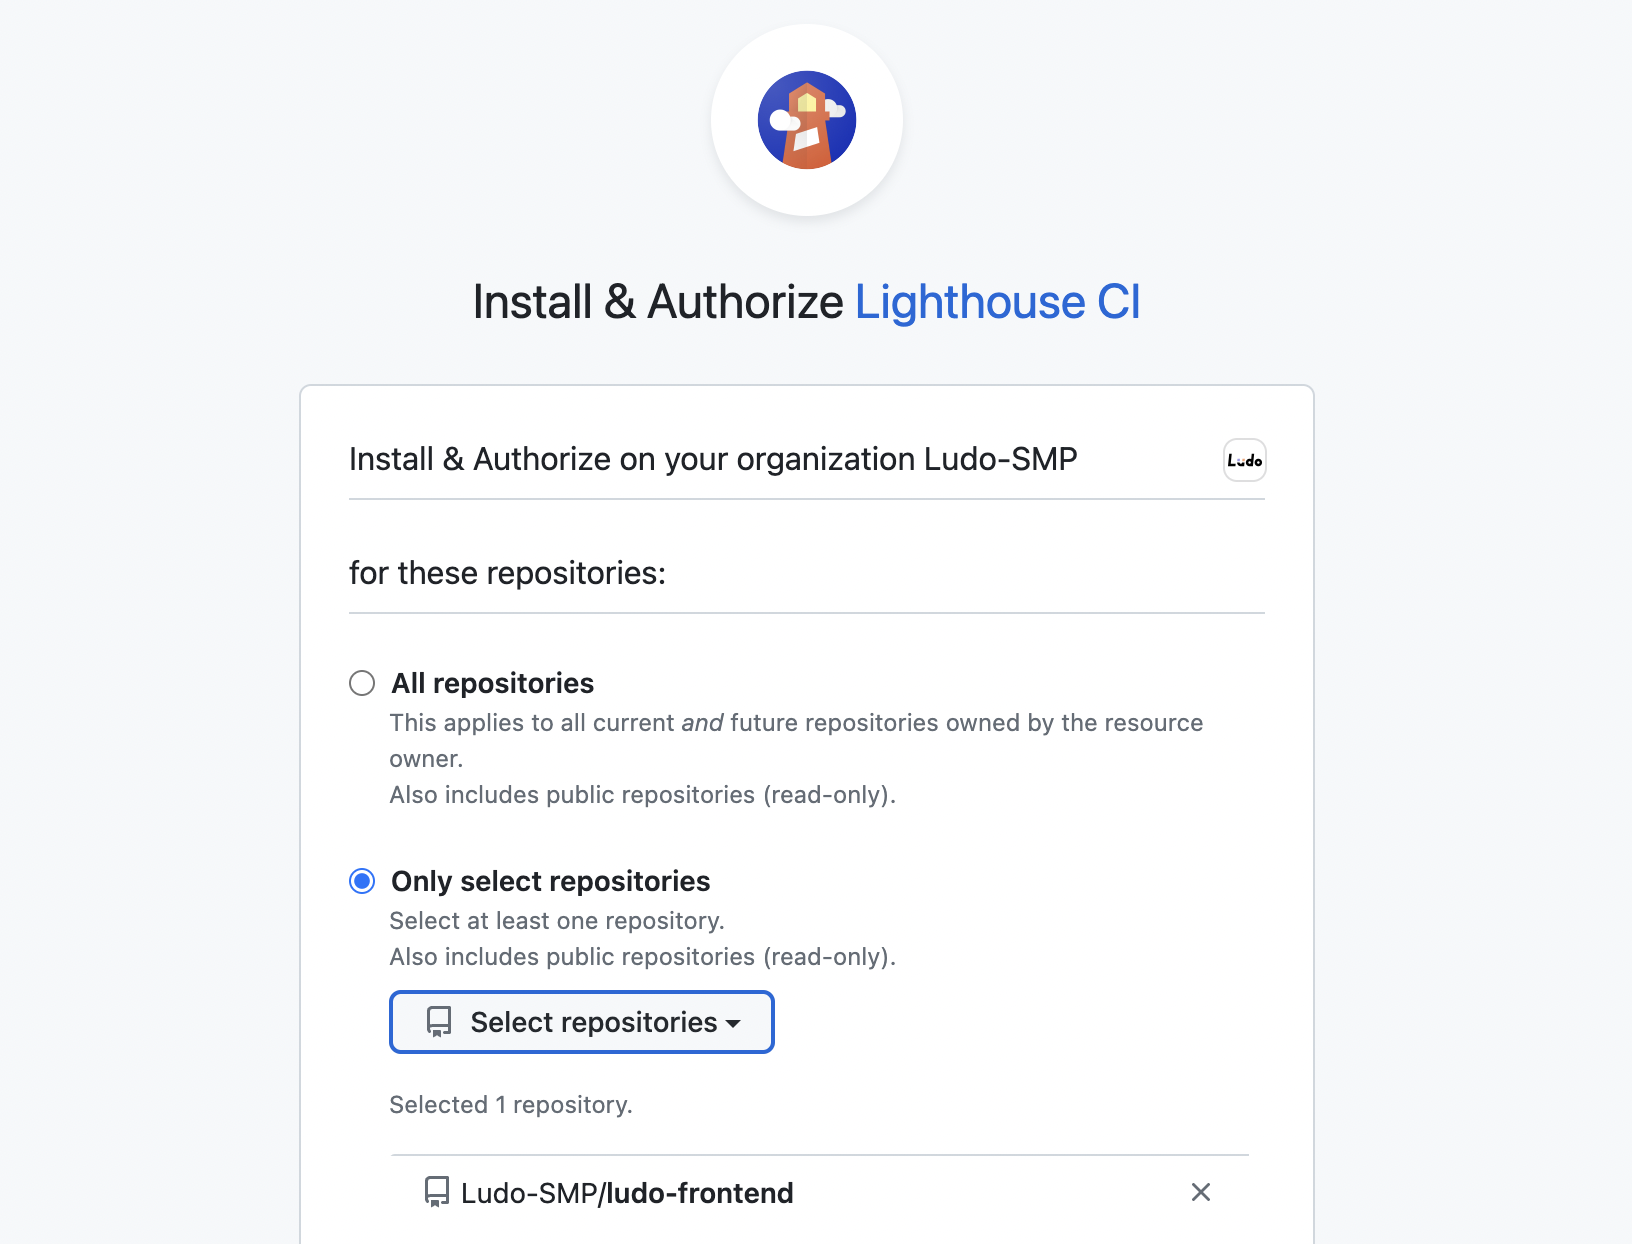 Install & Authorize Lighthouse CI
Install & Authorize on your organization Ludo-SMP
Ludo
for these repositories:
All repositories
This applies to all current and future repositories owned by the resource
owner.
Also includes public repositories (read-only).
Only select repositories
Select at least one repository.
Also includes public repositories (read-only).
Select repositories
Selected 1 repository.
Ludo-SMP/ludo-frontend